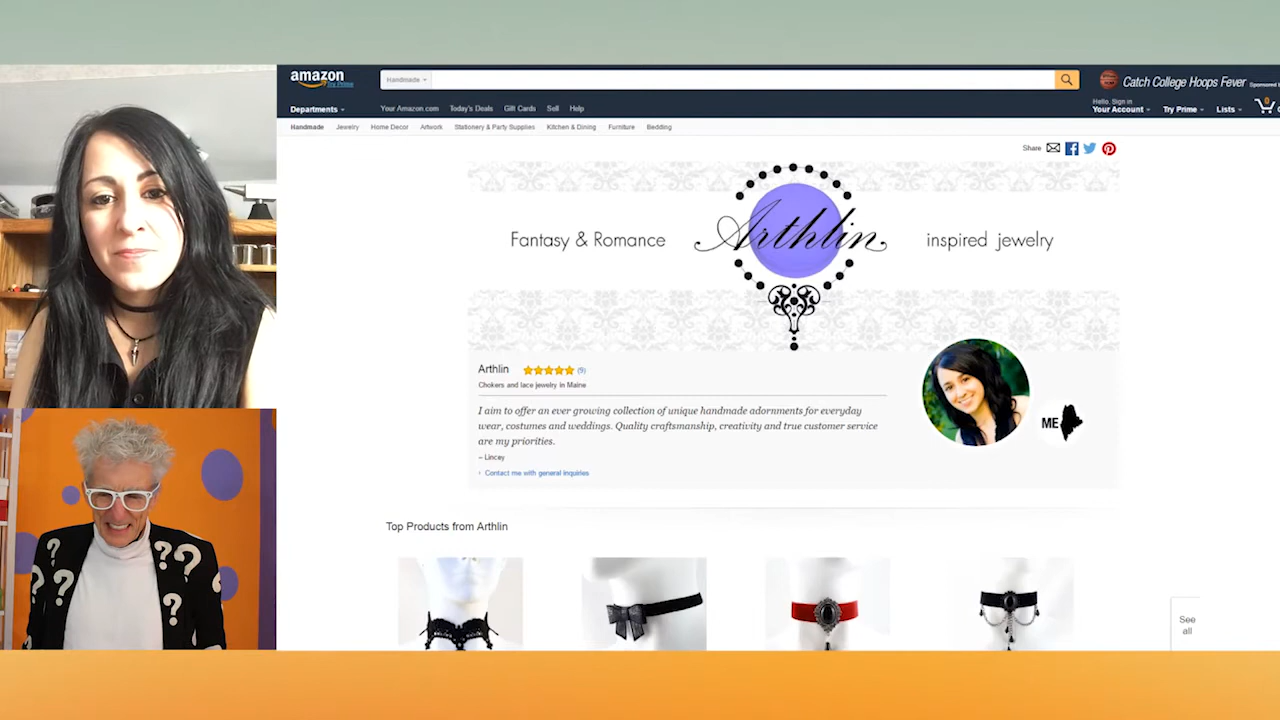 amazon
Try Prime
Handmade
Catch College Hoops Fever
Sponsored
Departments
Your Amazon.com Today's Deals Gift Cards Sell Help
Hello. Sign in
Your Account
Try Prime
Lists
0
Handmade Jewelry Home Decor Artwork Stationery & Party Supplies Kitchen & Dining Furniture Bedding
Share
Fantasy & Romance Arthlin inspired jewelry
Arthlin (9)
Chokers and lace jewelry in Maine
I aim to offer an ever growing collection of unique handmade adornments for everyday
wear, costumes and weddings. Quality craftsmanship, creativity and true customer service
are my priorities.
– Lincey
Contact me with general inquiries
ME
Top Products from Arthlin
See
all
? ? ? ? ? ?